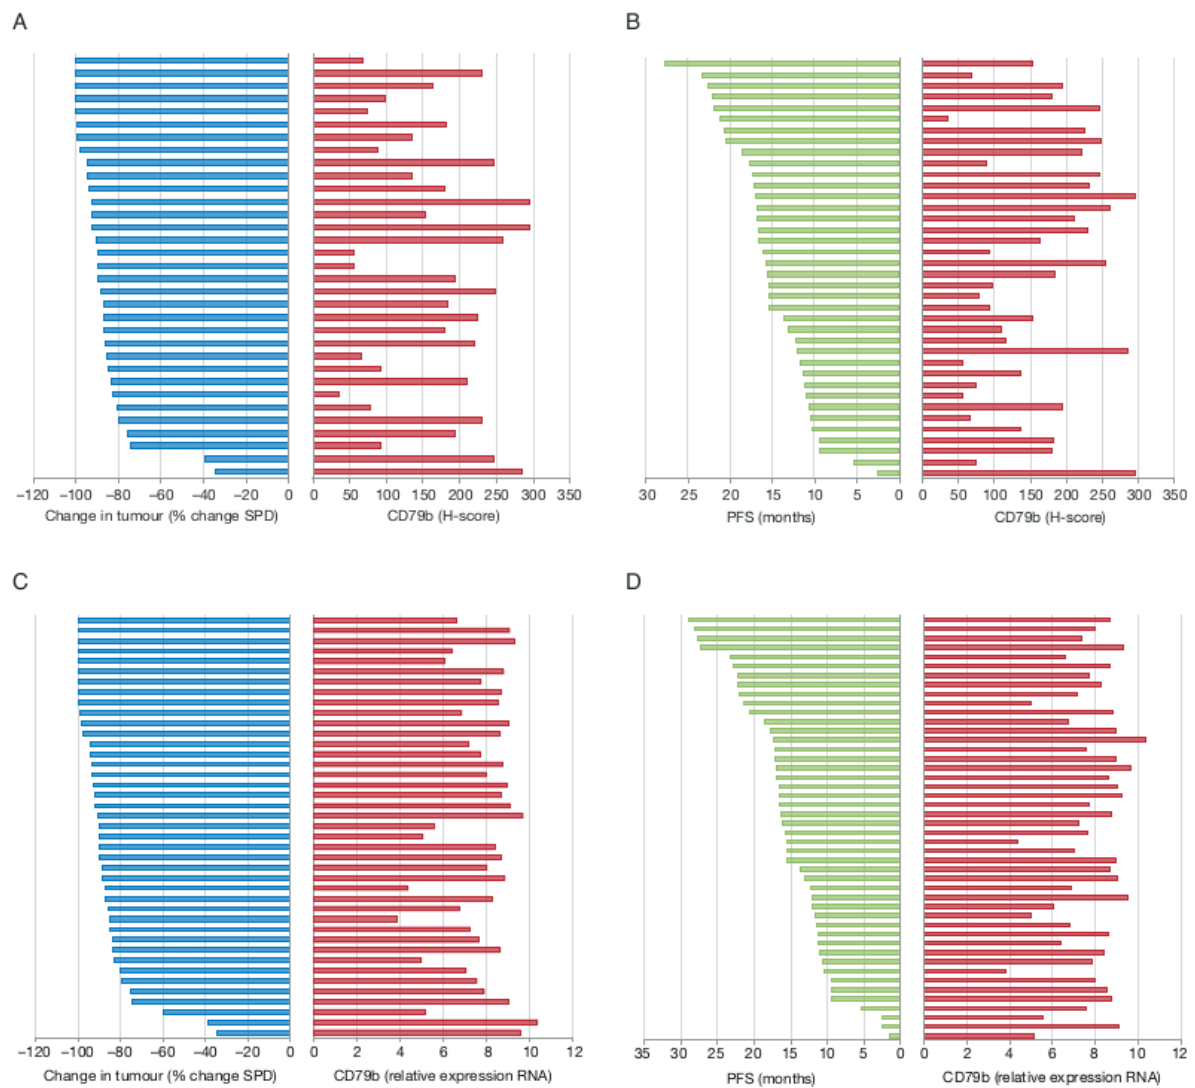 A
B
−120 −100 −80 −60 −40 −20 0
0 50 100 150 200 250 300 350
30 25 20 15 10 5 0
0 50 100 150 200 250 300 350
Change in tumour (% change SPD)
CD79b (H-score)
PFS (months)
CD79b (H-score)
C
D
−120 −100 −80 −60 −40 −20 0
0 2 4 6 8 10 12
35 30 25 20 15 10 5 0
0 2 4 6 8 10 12
Change in tumour (% change SPD)
CD79b (relative expression RNA)
PFS (months)
CD79b (relative expression RNA)